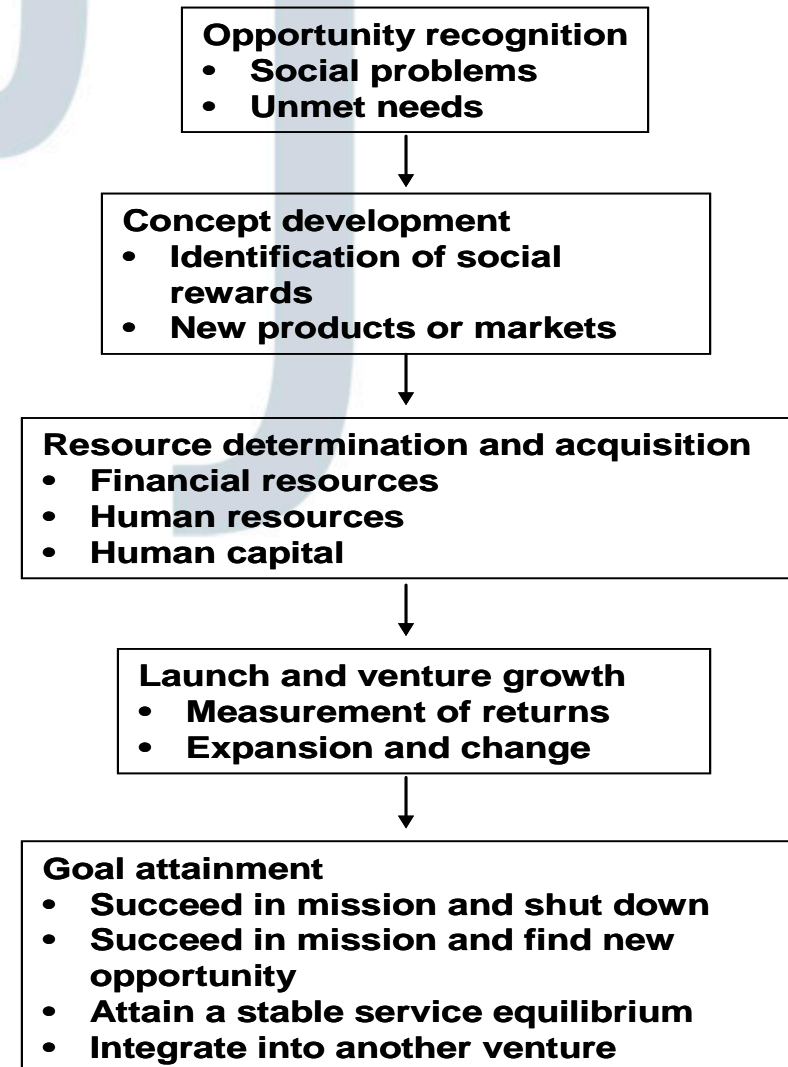 Opportunity recognition
• Social problems
• Unmet needs
Concept development
• Identification of social
rewards
• New products or markets
Resource determination and acquisition
• Financial resources
• Human resources
• Human capital
Launch and venture growth
• Measurement of returns
• Expansion and change
Goal attainment
• Succeed in mission and shut down
• Succeed in mission and find new
opportunity
• Attain a stable service equilibrium
• Integrate into another venture